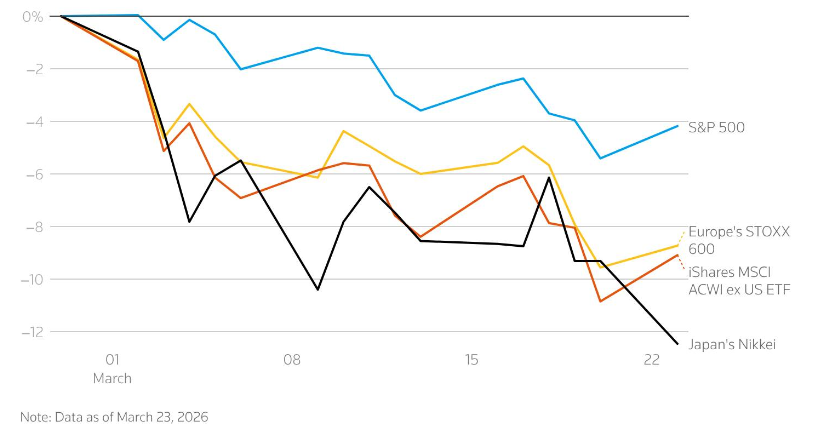 0%
−2
−4
−6
−8
−10
−12
S&P 500
Europe's STOXX
600
iShares MSCI
ACWI ex US ETF
Japan's Nikkei
01
08
15
22
March
Note: Data as of March 23, 2026